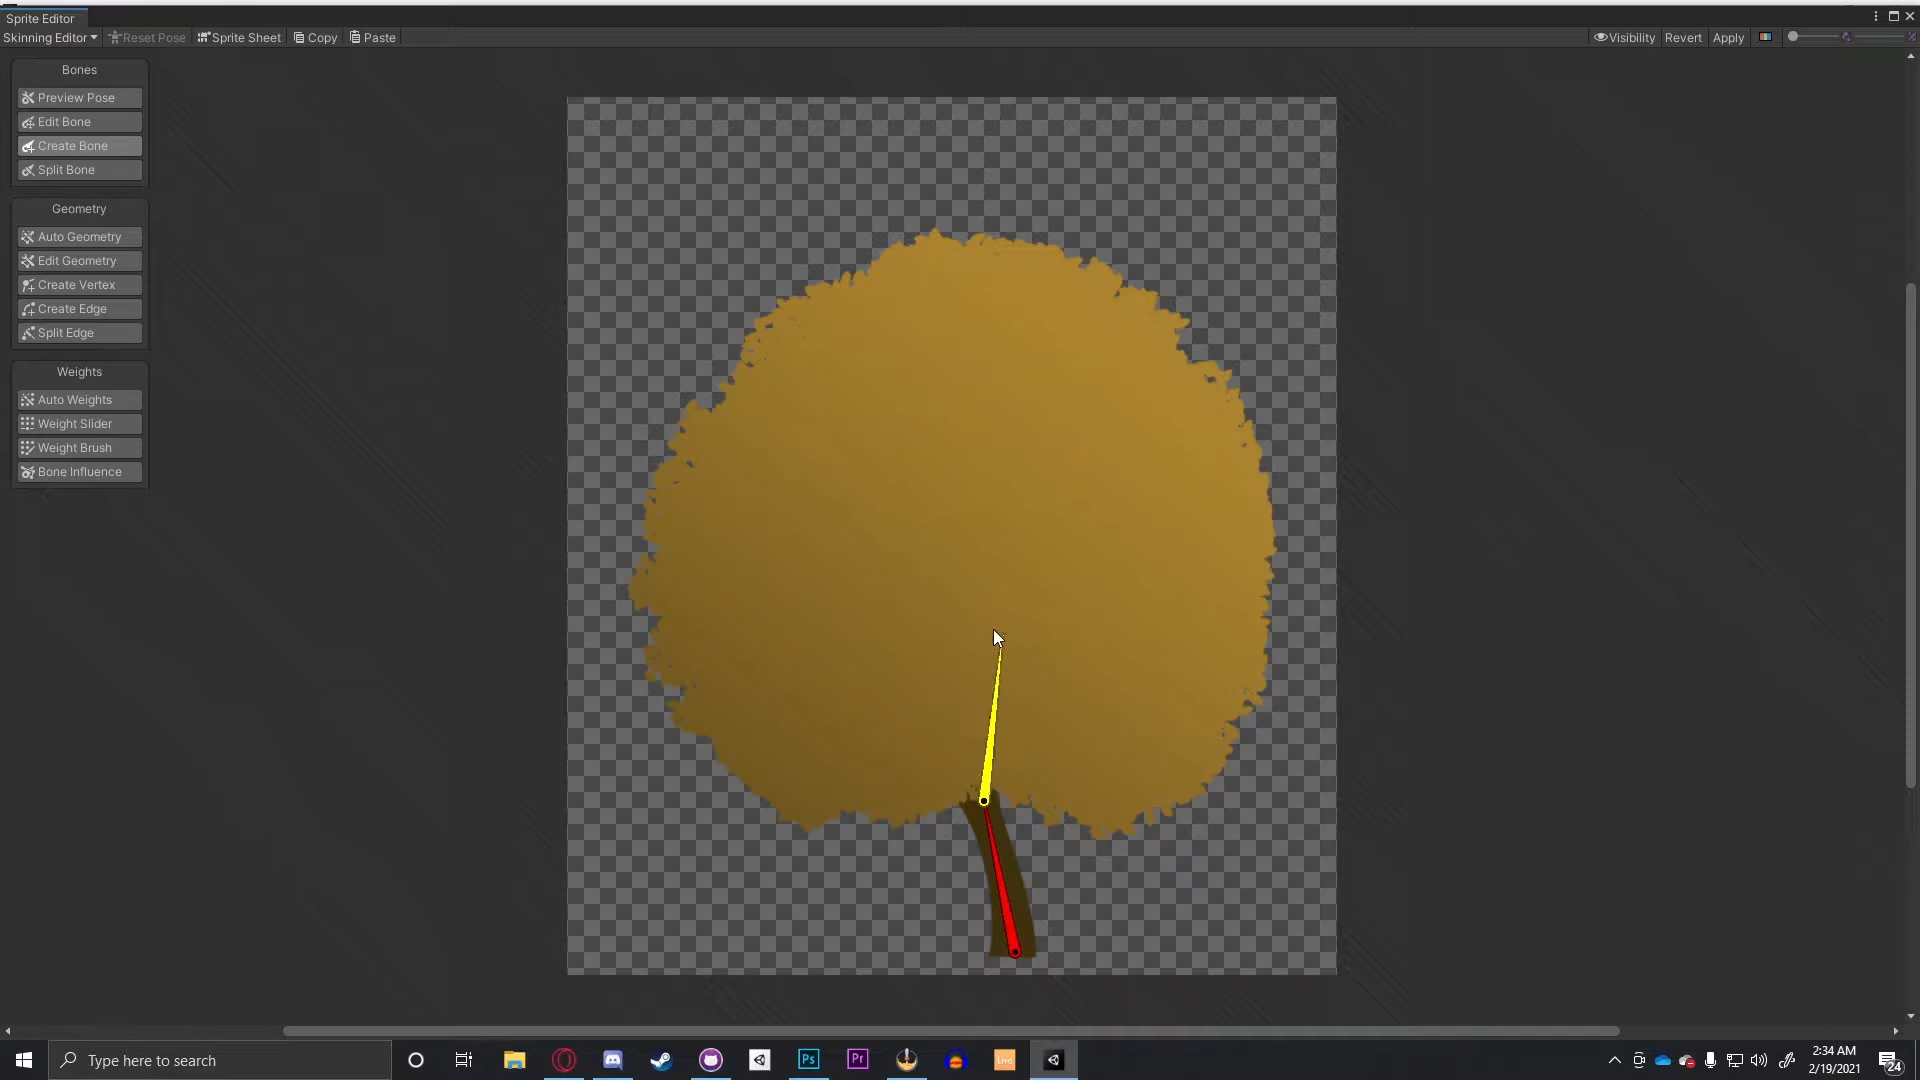 Sprite Editor
Skinning Editor Reset Pose Sprite Sheet Copy Paste Visibility Revert Apply
Bones
Preview Pose
Edit Bone
Create Bone
Split Bone
Geometry
Auto Geometry
Edit Geometry
Create Vertex
Create Edge
Split Edge
Weights
Auto Weights
Weight Slider
Weight Brush
Bone Influence
Type here to search
Ps
Pr
Live
2:34 AM
2/19/2021
24